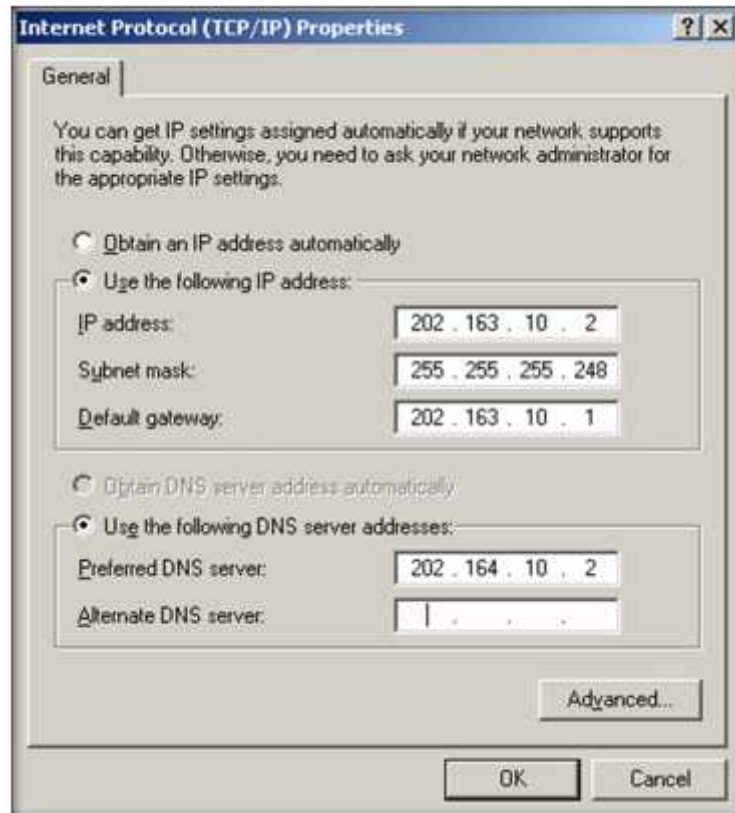 Internet Protocol (TCP/IP) Properties
General
You can get IP settings assigned automatically if your network supports
this capability. Otherwise, you need to ask your network administrator for
the appropriate IP settings.
Obtain an IP address automatically
Use the following IP address:
IP address: 202 . 163 . 10 . 2
Subnet mask: 255 . 255 . 255 . 248
Default gateway: 202 . 163 . 10 . 1
Obtain DNS server address automatically
Use the following DNS server addresses:
Preferred DNS server: 202 . 164 . 10 . 2
Alternate DNS server: . . .
Advanced...
OK Cancel